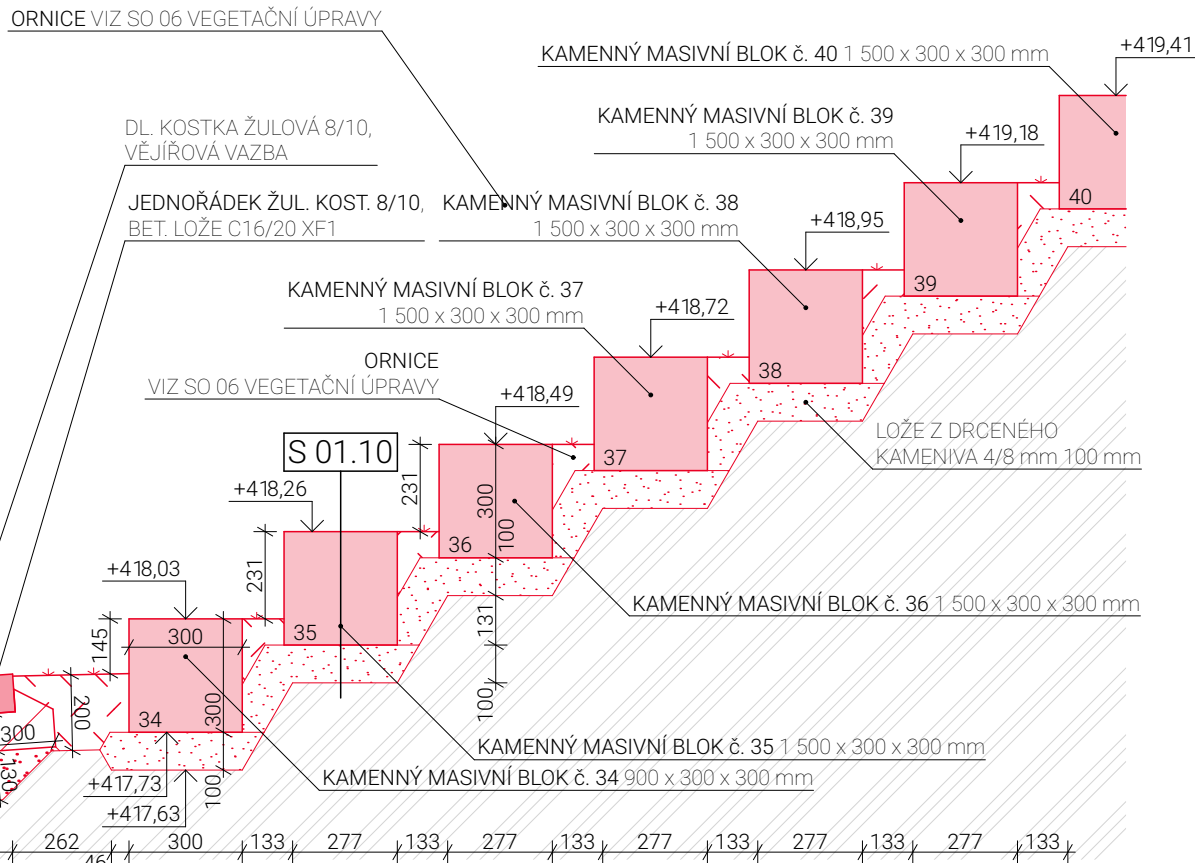 ORNICE VIZ SO 06 VEGETAČNÍ ÚPRAVY
KAMENNÝ MASIVNÍ BLOK č. 40 1 500 x 300 x 300 mm
+419,41
DL. KOSTKA ŽULOVÁ 8/10,
VĚJÍŘOVÁ VAZBA
KAMENNÝ MASIVNÍ BLOK č. 39
1 500 x 300 x 300 mm
+419,18
JEDNOŘÁDEK ŽUL. KOST. 8/10,
BET. LOŽE C16/20 XF1
KAMENNÝ MASIVNÍ BLOK č. 38
1 500 x 300 x 300 mm
+418,95
40
KAMENNÝ MASIVNÍ BLOK č. 37
1 500 x 300 x 300 mm
+418,72
39
ORNICE
VIZ SO 06 VEGETAČNÍ ÚPRAVY
+418,49
38
LOŽE Z DRCENÉHO
KAMENIVA 4/8 mm 100 mm
S 01.10
+418,26
231
300
100
37
36
+418,03
231
131
100
KAMENNÝ MASIVNÍ BLOK č. 36 1 500 x 300 x 300 mm
145
300
35
200
300
34
300
130
KAMENNÝ MASIVNÍ BLOK č. 35 1 500 x 300 x 300 mm
KAMENNÝ MASIVNÍ BLOK č. 34 900 x 300 x 300 mm
+417,73
100
+417,63
262
300
133
277
133
277
133
277
133
277
133
277
133
46